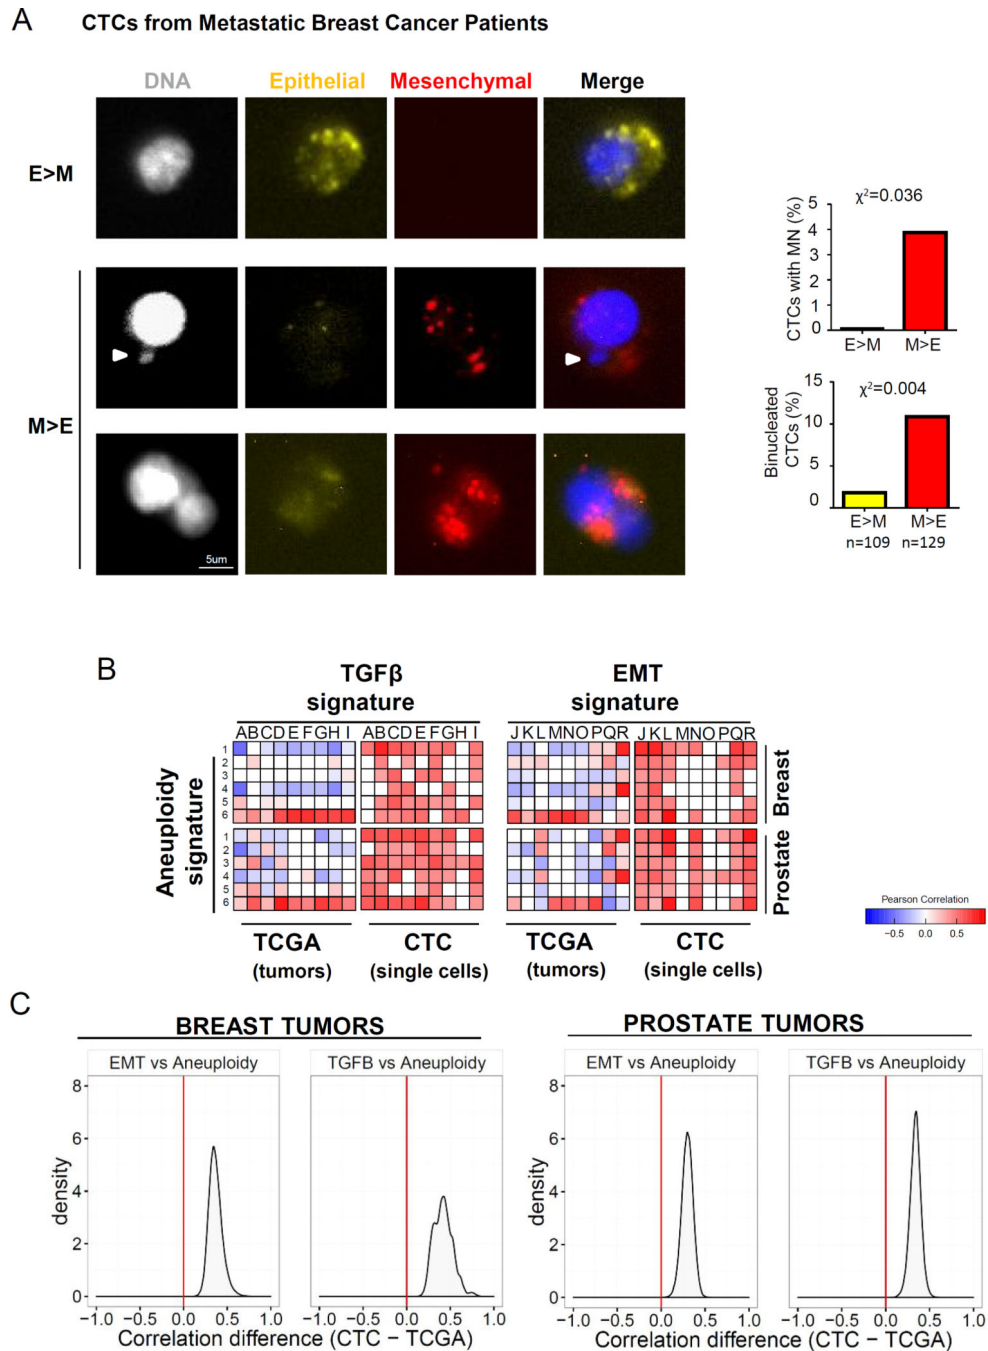 A
CTCs from Metastatic Breast Cancer Patients
DNA Epithelial Mesenchymal Merge
E>M
M>E
5um
χ²=0.036
CTCs with MN (%)
5
4
3
2
1
0
E>M M>E
χ²=0.004
Binucleated
CTCs (%)
15
10
5
0
E>M M>E
n=109 n=129
B
TGFβ
signature
EMT
signature
A B C D E F G H I A B C D E F G H I J K L M N O P Q R J K L M N O P Q R
Aneuploidy
signature
1
2
3
4
5
6
Breast
1
2
3
4
5
6
Prostate
TCGA CTC TCGA CTC
(tumors) (single cells) (tumors) (single cells)
Pearson Correlation
−0.5 0.0 0.5
C
BREAST TUMORS PROSTATE TUMORS
EMT vs Aneuploidy TGFB vs Aneuploidy EMT vs Aneuploidy TGFB vs Aneuploidy
density
8
6
4
2
0
density
8
6
4
2
0
−1.0 −0.5 0.0 0.5 1.0 −1.0 −0.5 0.0 0.5 1.0 −1.0 −0.5 0.0 0.5 1.0 −1.0 −0.5 0.0 0.5 1.0
Correlation difference (CTC − TCGA) Correlation difference (CTC − TCGA)